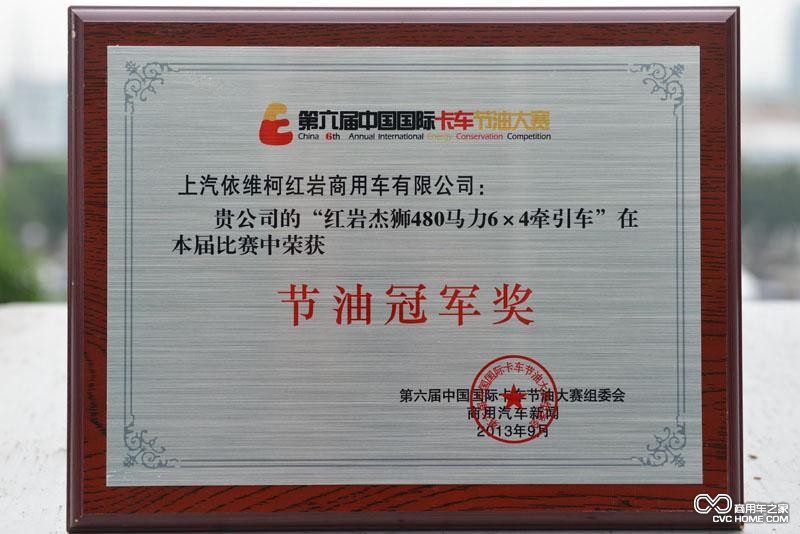 第六届中国国际卡车节油大赛
China 6th Annual International Energy Conservation Competition
上汽依维柯红岩商用车有限公司：
贵公司的“红岩杰狮480马力6×4牵引车”在
本届比赛中荣获
节油冠军奖
第六届中国国际卡车节油大赛组委会
商用汽车新闻
2013年9月
商用车之家
CVCHOME.COM